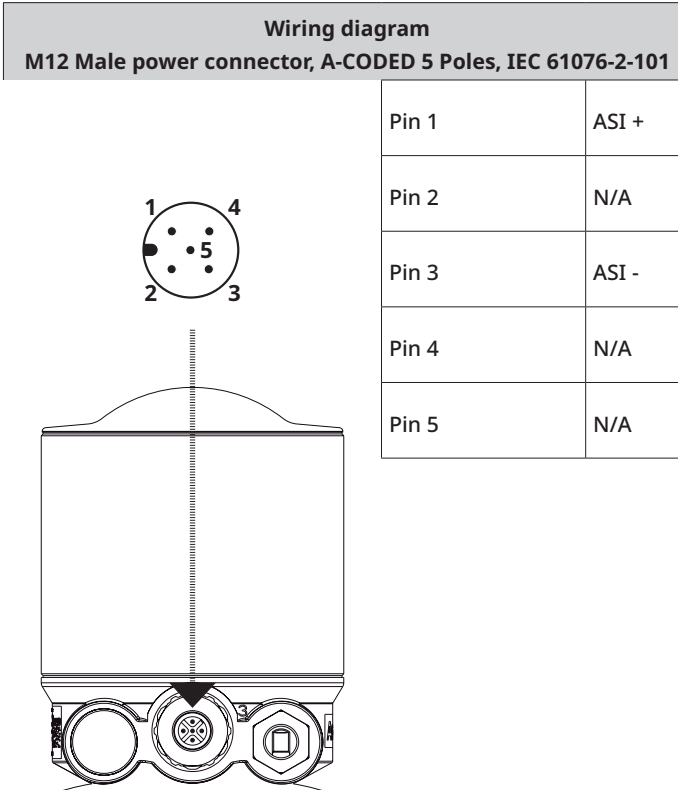 Wiring diagram
M12 Male power connector, A-CODED 5 Poles, IEC 61076-2-101
Pin 1 ASI +
Pin 2 N/A
Pin 3 ASI -
Pin 4 N/A
Pin 5 N/A
1 4
5
2 3
3